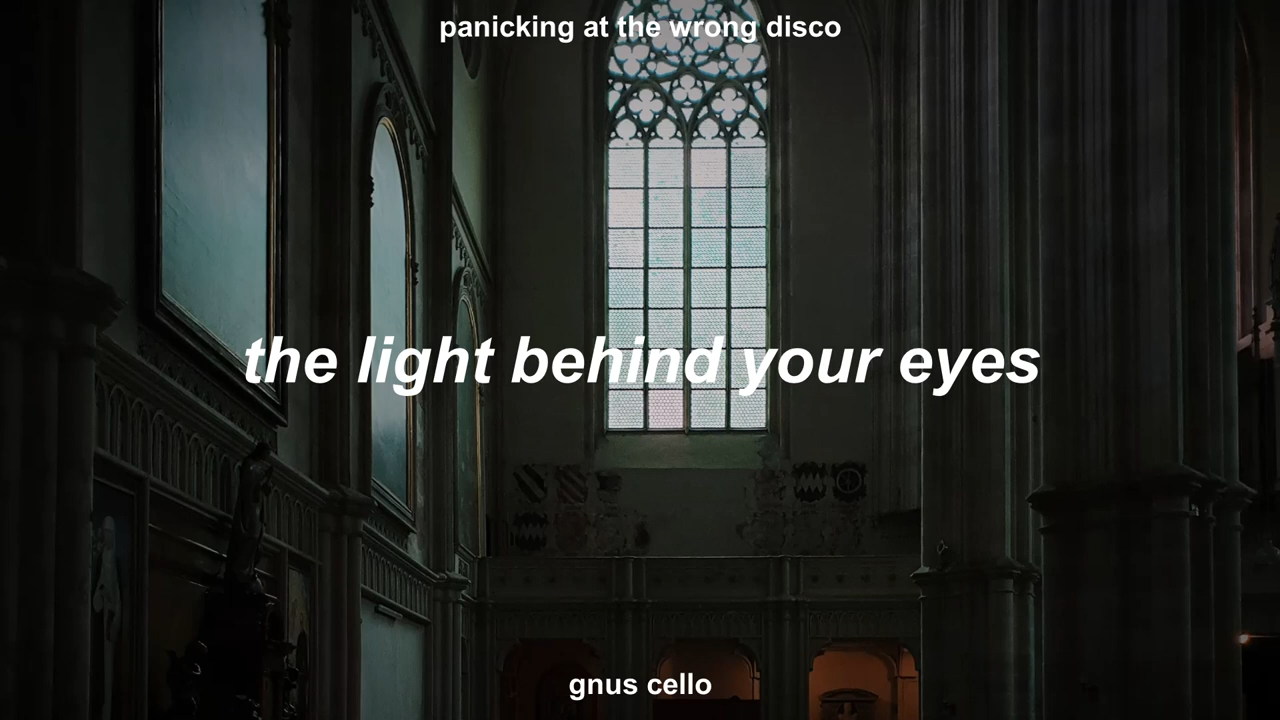 panicking at the wrong disco
the light behind your eyes
gnus cello